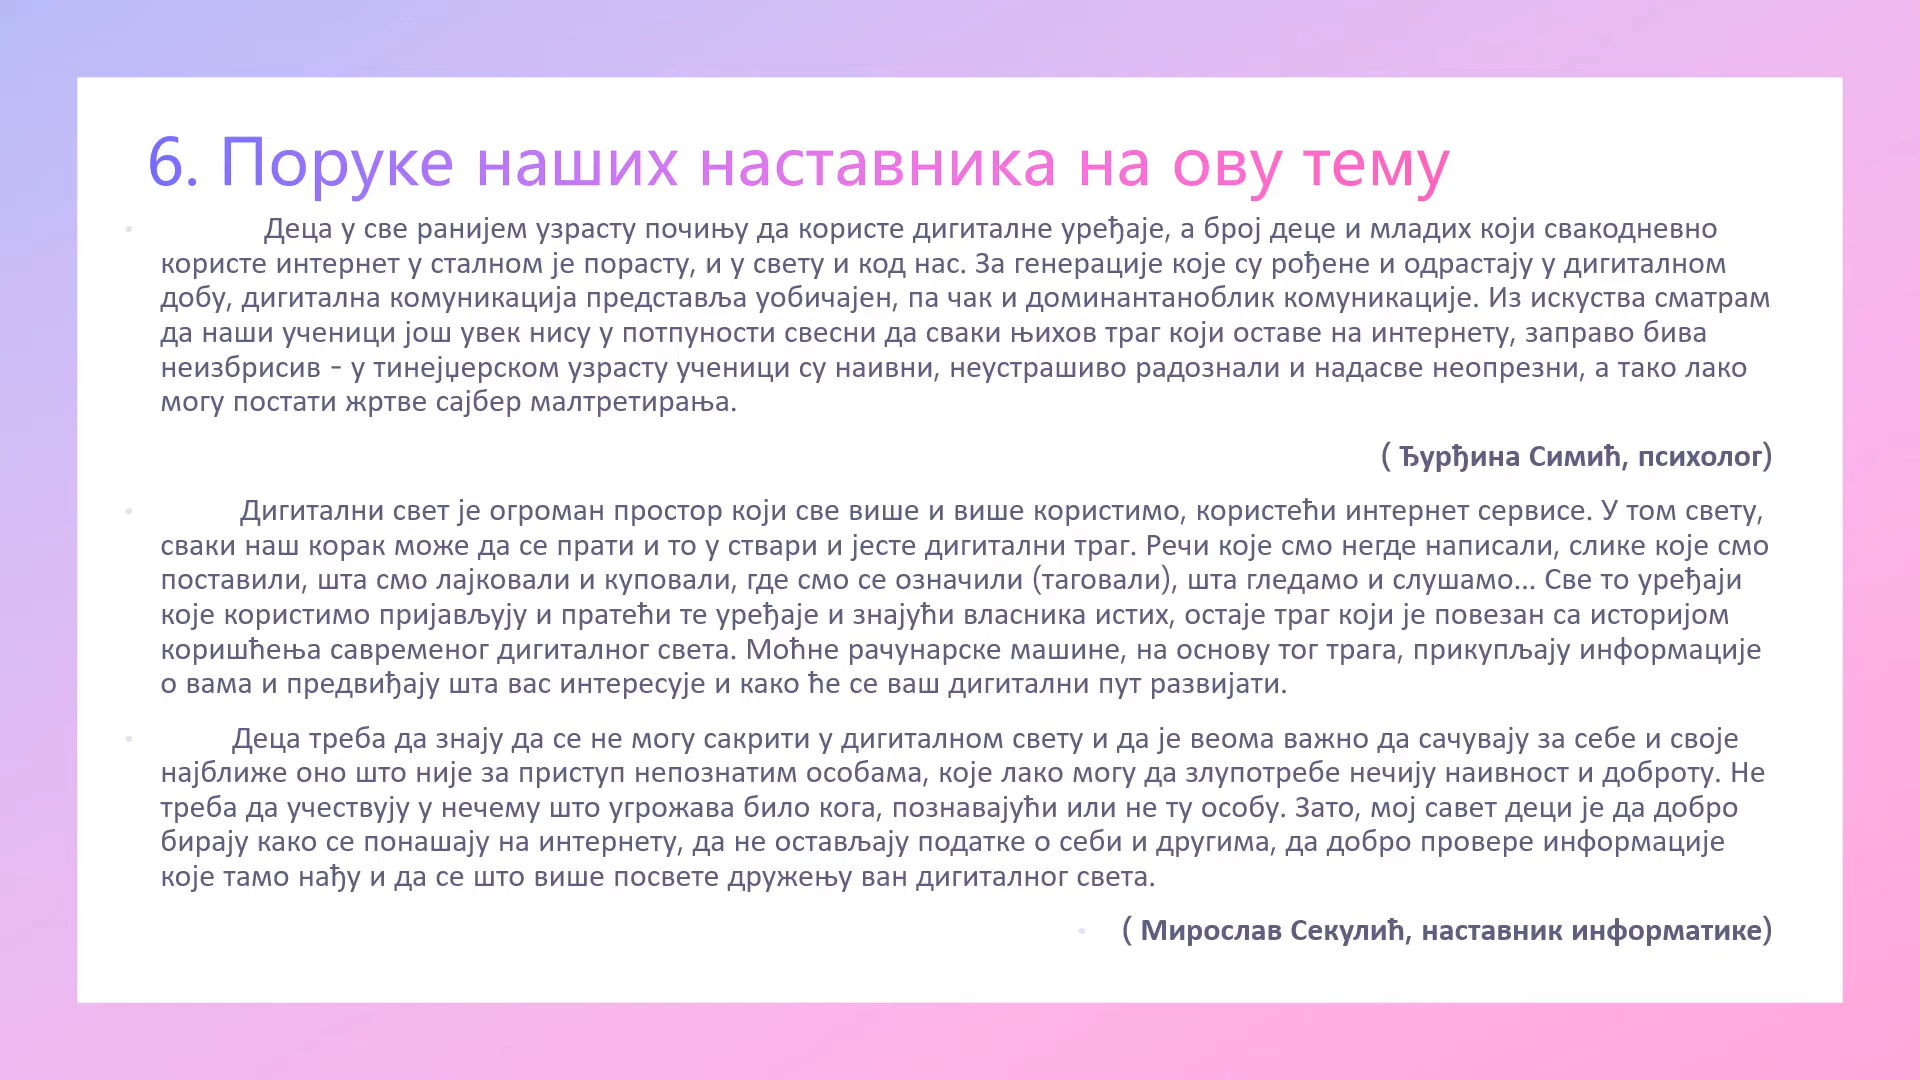 6. Поруке наших наставника на ову тему
• Деца у све ранијем узрасту почињу да користе дигиталне уређаје, а број деце и младих који свакодневно
користе интернет у сталном је порасту, и у свету и код нас. За генерације које су рођене и одрастају у дигиталном
добу, дигитална комуникација представља уобичајен, па чак и доминантаноблик комуникације. Из искуства сматрам
да наши ученици још увек нису у потпуности свесни да сваки њихов траг који оставе на интернету, заправо бива
неизбрисив - у тинејџерском узрасту ученици су наивни, неустрашиво радознали и надасве неопрезни, а тако лако
могу постати жртве сајбер малтретирања.
( Ђурђина Симић, психолог)
• Дигитални свет је огроман простор који све више и више користимо, користећи интернет сервисе. У том свету,
сваки наш корак може да се прати и то у ствари и јесте дигитални траг. Речи које смо негде написали, слике које смо
поставили, шта смо лајковали и куповали, где смо се означили (таговали), шта гледамо и слушамо... Све то уређаји
које користимо пријављују и пратећи те уређаје и знајући власника истих, остаје траг који је повезан са историјом
коришћења савременог дигиталног света. Моћне рачунарске машине, на основу тог трага, прикупљају информације
о вама и предвиђају шта вас интересује и како ће се ваш дигитални пут развијати.
• Деца треба да знају да се не могу сакрити у дигиталном свету и да је веома важно да сачувају за себе и своје
најближе оно што није за приступ непознатим особама, које лако могу да злупотребе нечију наивност и доброту. Не
треба да учествују у нечему што угрожава било кога, познавајући или не ту особу. Зато, мој савет деци је да добро
бирају како се понашају на интернету, да не остављају податке о себи и другима, да добро провере информације
које тамо нађу и да се што више посвете дружењу ван дигиталног света.
• ( Мирослав Секулић, наставник информатике)